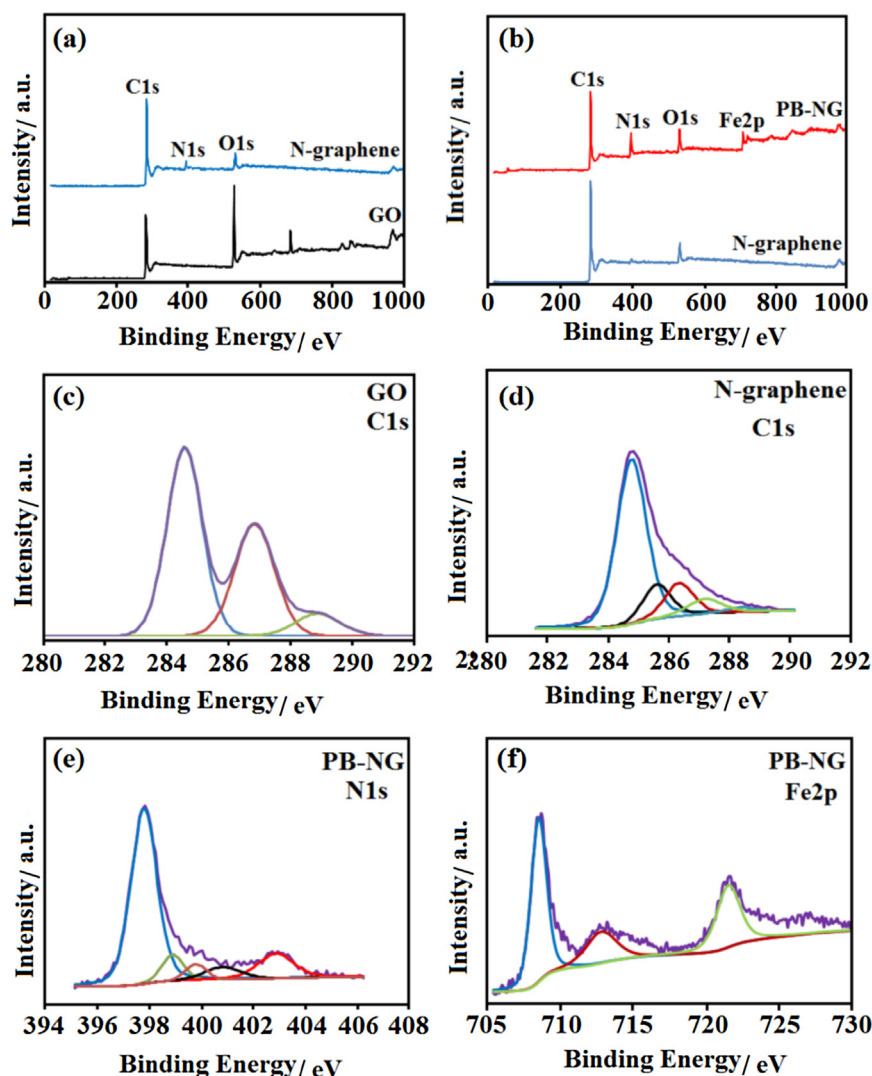 (a)
C1s
N1s
O1s
N-graphene
GO
Intensity/ a.u.
0 200 400 600 800 1000
Binding Energy/ eV
(b)
C1s
N1s
O1s
Fe2p
PB-NG
N-graphene
Intensity/ a.u.
0 200 400 600 800 1000
Binding Energy/ eV
(c)
GO
C1s
Intensity/ a.u.
280 282 284 286 288 290 292
Binding Energy/ eV
(d)
N-graphene
C1s
Intensity/ a.u.
280 282 284 286 288 290 292
Binding Energy/ eV
(e)
PB-NG
N1s
Intensity/ a.u.
394 396 398 400 402 404 406 408
Binding Energy/ eV
(f)
PB-NG
Fe2p
Intensity/ a.u.
705 710 715 720 725 730
Binding Energy/ eV